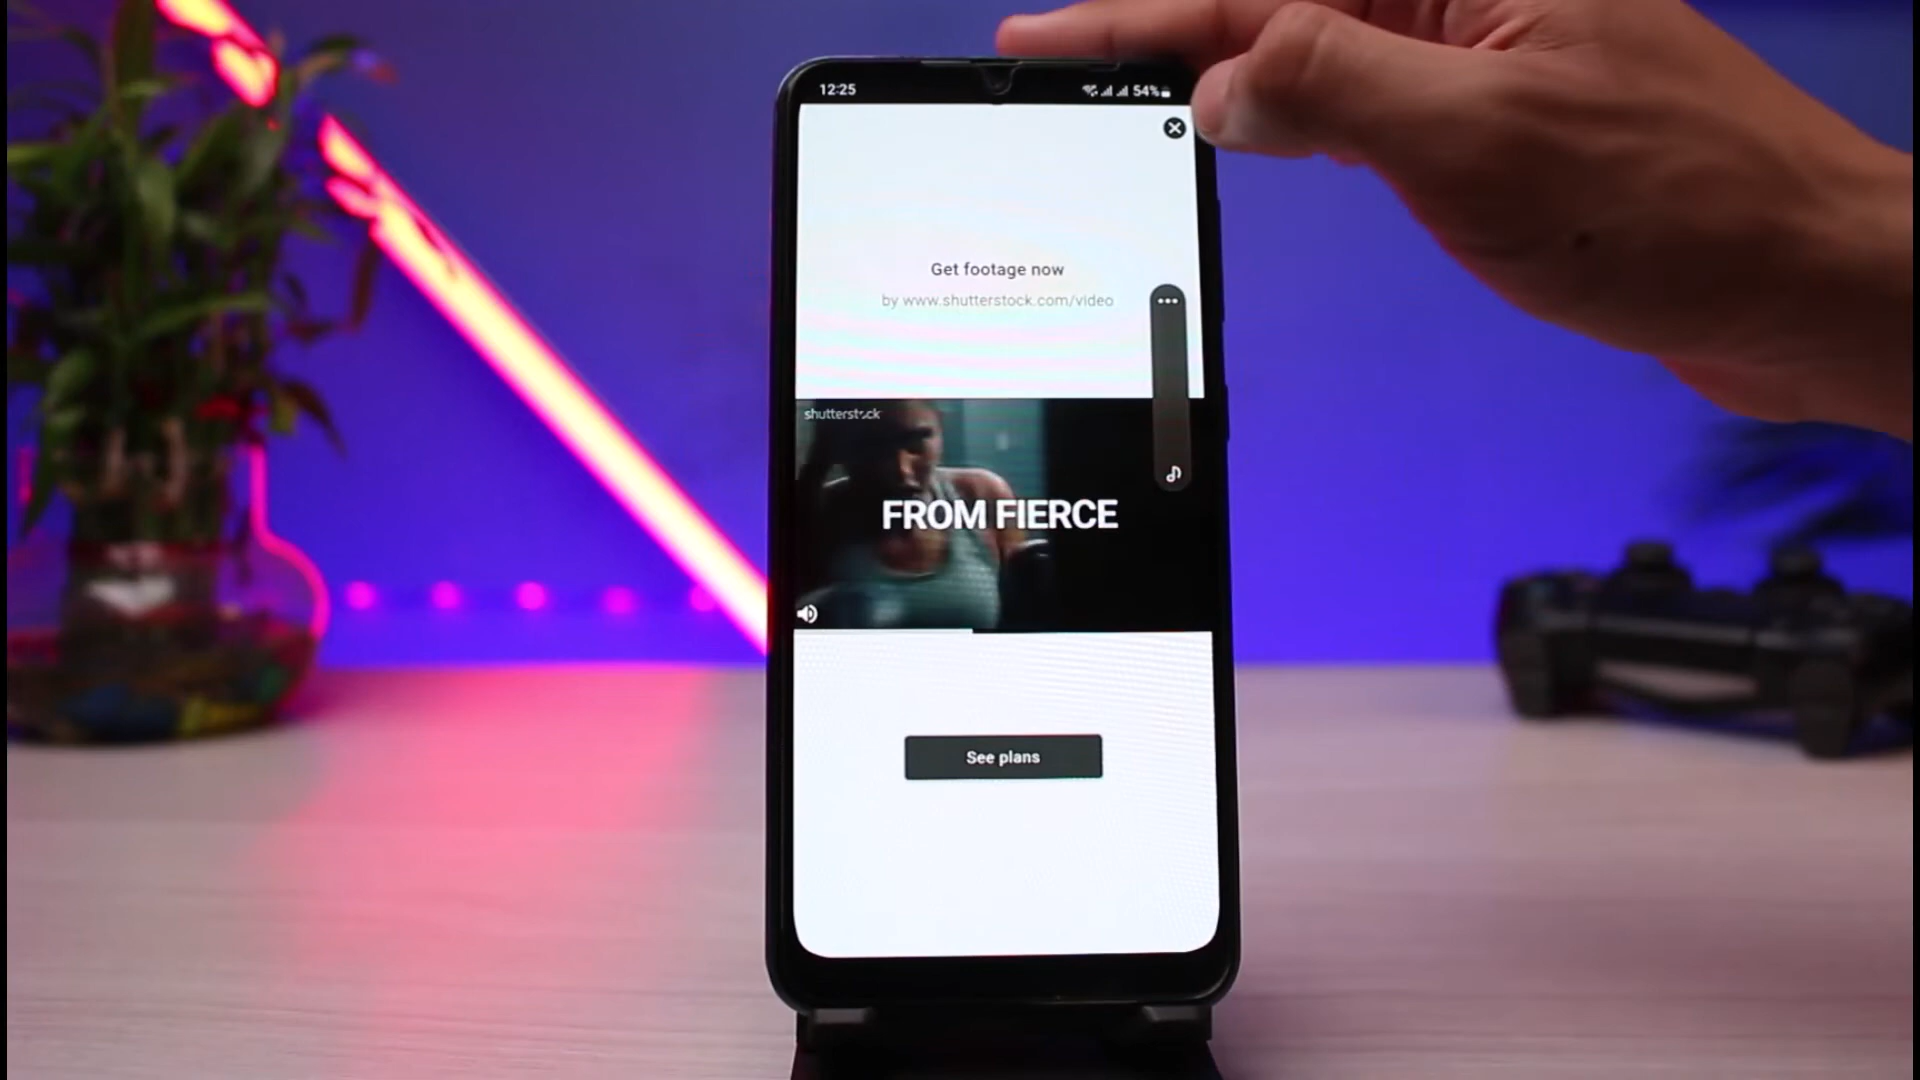 12:25
54%
Get footage now
by www.shutterstock.com/video
shutterstock
FROM FIERCE
See plans